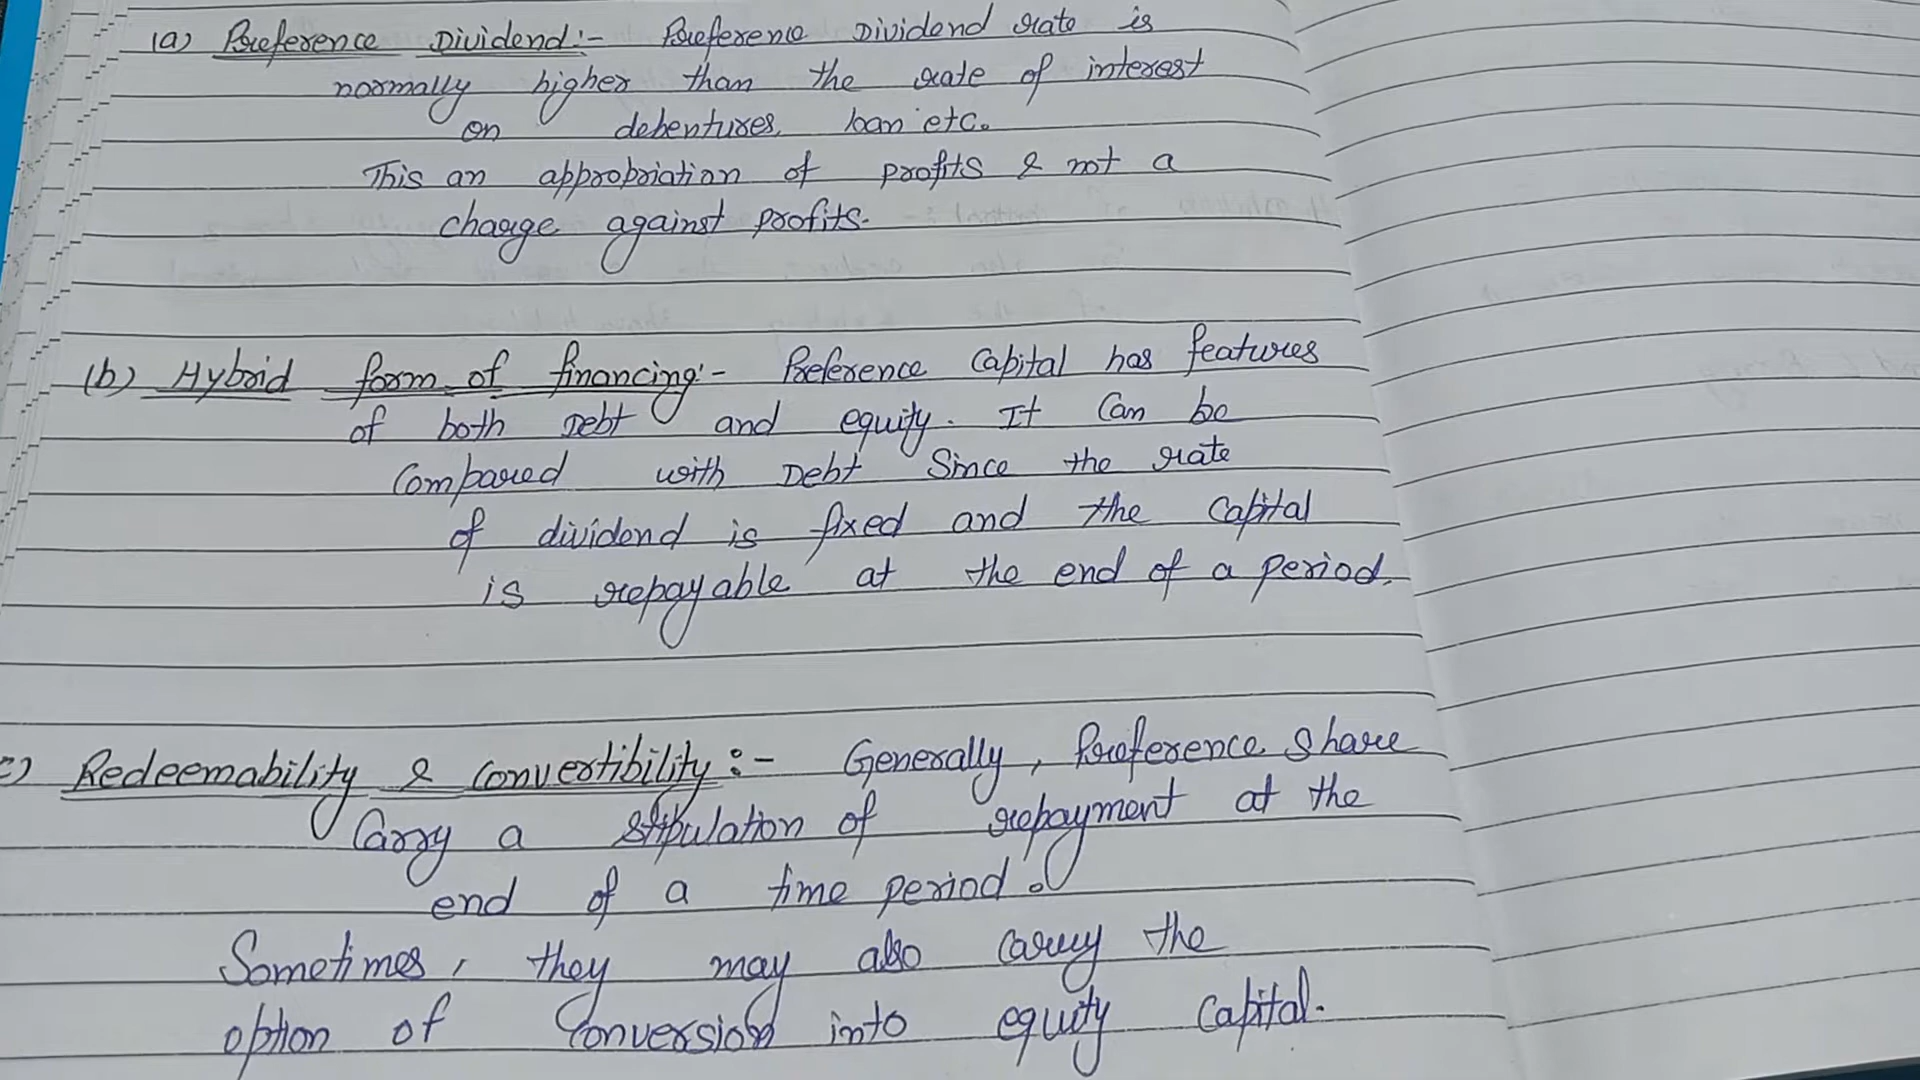 (a) Preference Dividend:- Preference Dividend rate is
normally higher than the rate of interest
on debentures, loan etc.
This an appropriation of profits & not a
charge against profits.
(b) Hybrid form of financing:- Preference Capital has features
of both Debt and equity. It Can be
Compared with Debt Since the rate
of dividend is fixed and the Capital
is repayable at the end of a period.
c) Redeemability & Convertibility:- Generally, Preference Share
Carry a stipulation of repayment at the
end of a time period.
Sometimes, they may also carry the
option of Conversion into equity Capital.